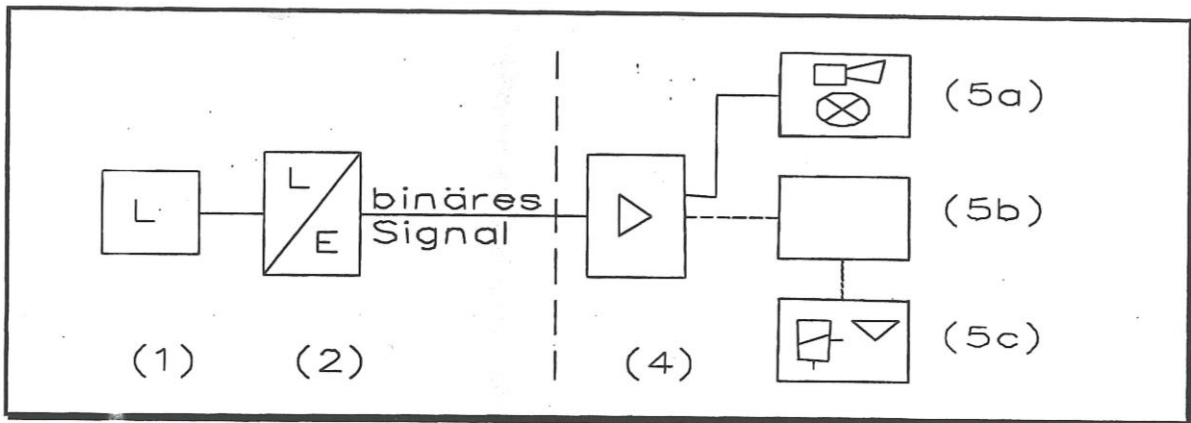 (5a)
L
L
E
binäres
Signal
(5b)
(5c)
(1)
(2)
(4)